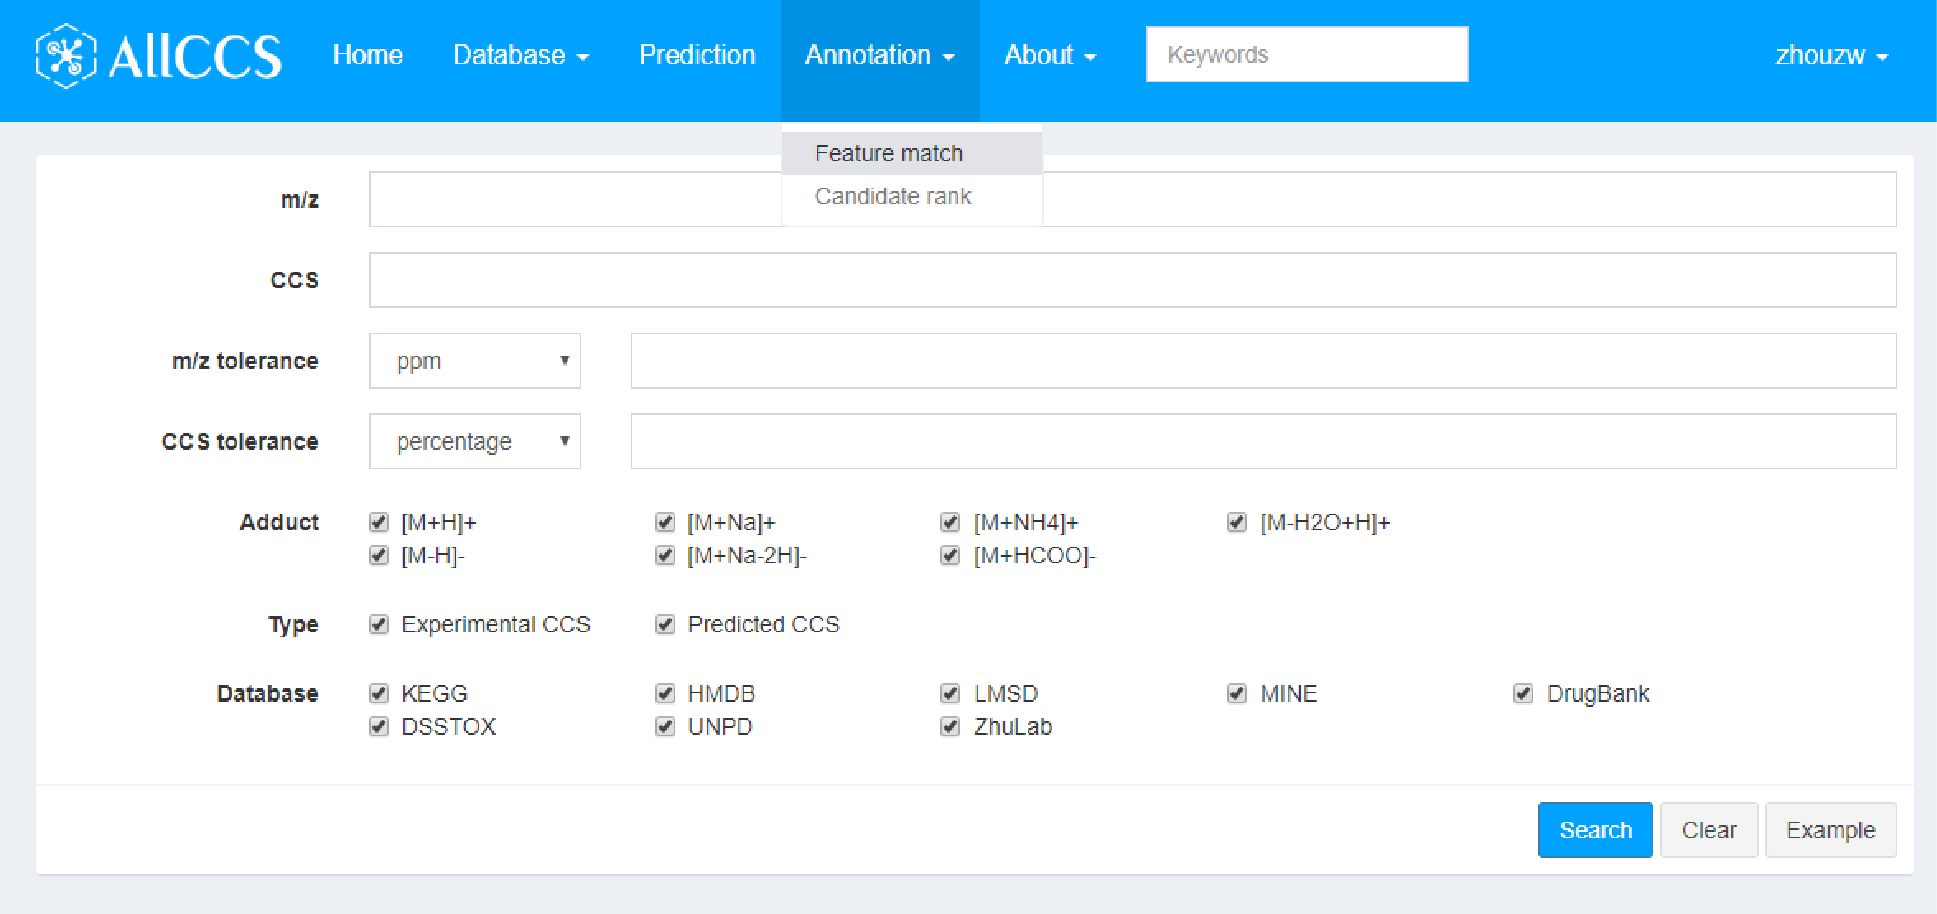 AllCCS Home Database Prediction Annotation About Keywords zhouzw
Feature match
Candidate rank
m/z
CCS
m/z tolerance ppm
CCS tolerance percentage
Adduct [M+H]+ [M+Na]+ [M+NH4]+ [M-H2O+H]+
[M-H]- [M+Na-2H]- [M+HCOO]-
Type Experimental CCS Predicted CCS
Database KEGG HMDB LMSD MINE DrugBank
DSSTOX UNPD ZhuLab
Search Clear Example